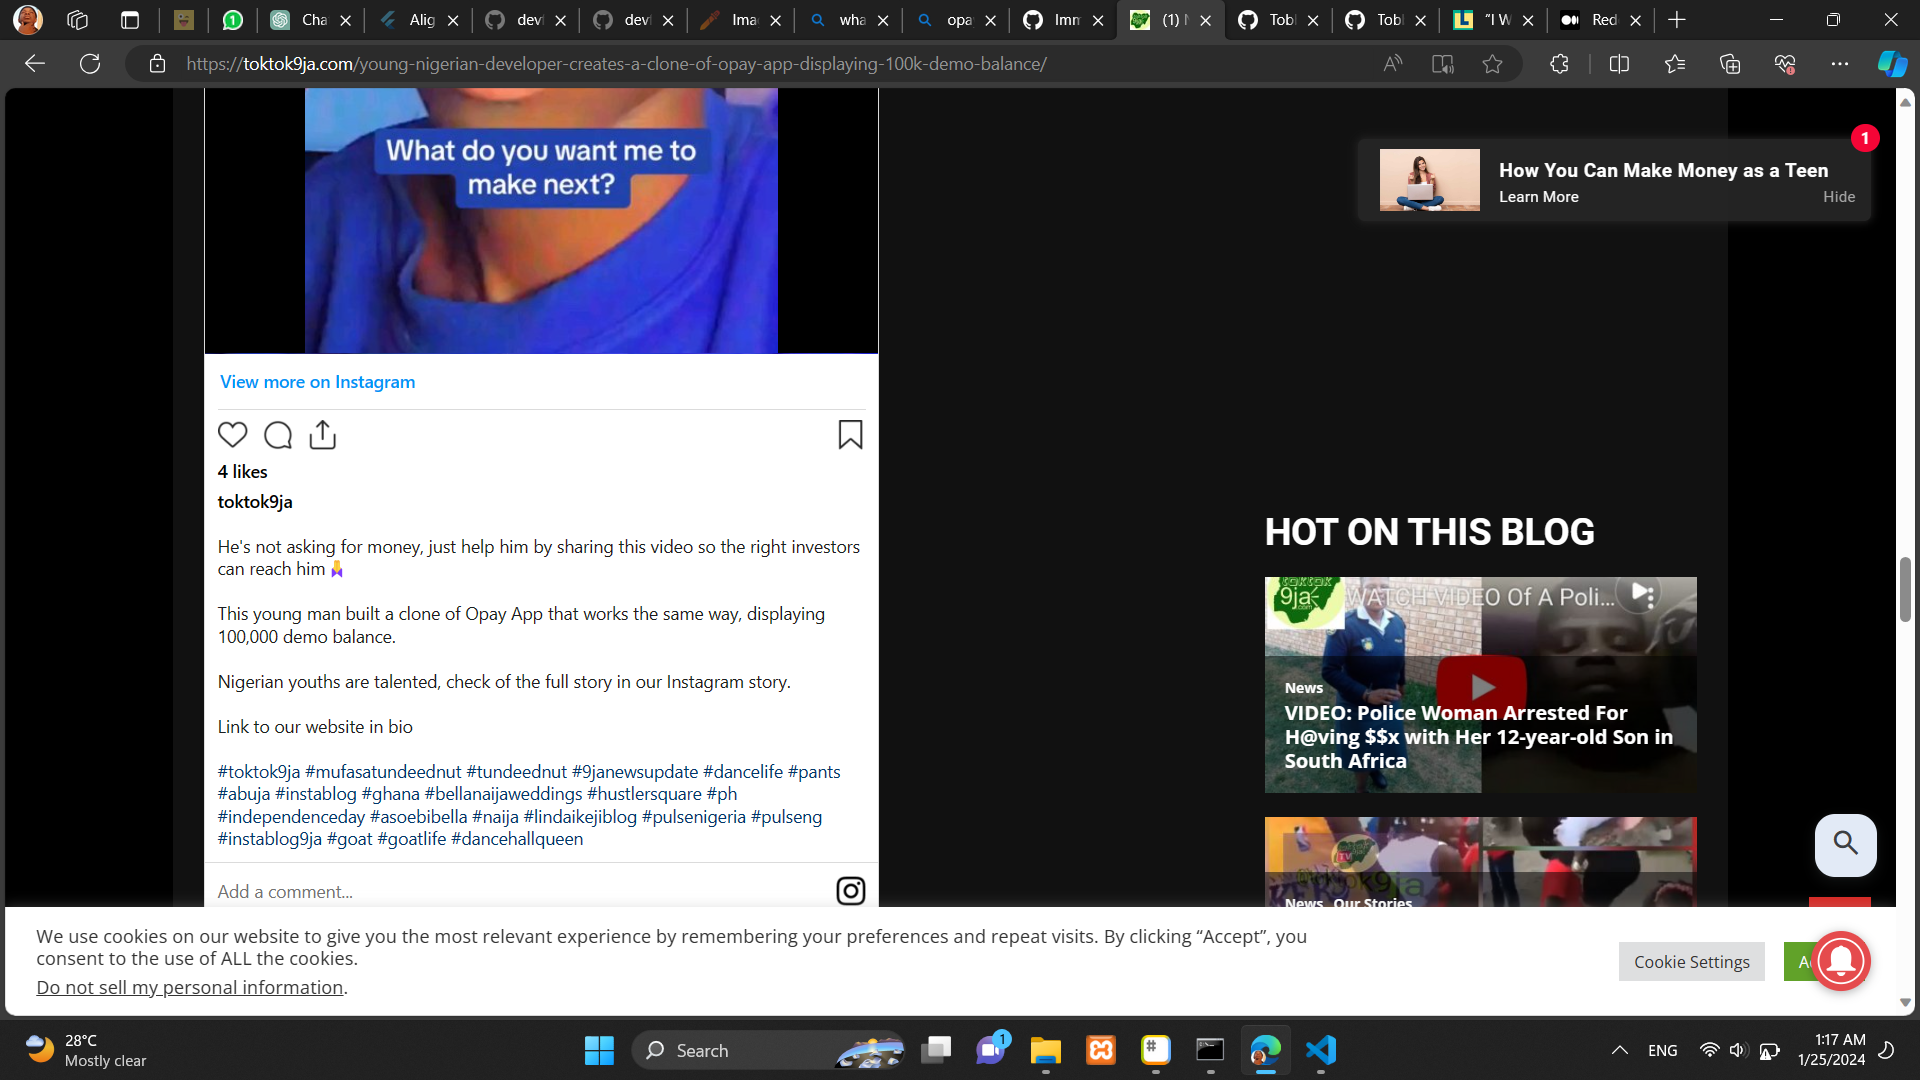 Cha
Alig
dev
dev
Ima
wha
opa
Imm
(1) N
Tobl
Tobl
"I W
Red
https://toktok9ja.com/young-nigerian-developer-creates-a-clone-of-opay-app-displaying-100k-demo-balance/
What do you want me to
make next?
1
How You Can Make Money as a Teen
Learn More
Hide
View more on Instagram
4 likes
toktok9ja
He's not asking for money, just help him by sharing this video so the right investors
can reach him
This young man built a clone of Opay App that works the same way, displaying
100,000 demo balance.
Nigerian youths are talented, check of the full story in our Instagram story.
Link to our website in bio
#toktok9ja #mufasatundeednut #tundeednut #9janewsupdate #dancelife #pants
#abuja #instablog #ghana #bellanaijaweddings #hustlersquare #ph
#independenceday #asoebibella #naija #lindaikejiblog #pulsenigeria #pulseng
#instablog9ja #goat #goatlife #dancehallqueen
Add a comment...
HOT ON THIS BLOG
toktok
9ja
.com
WATCH VIDEO Of A Poli...
News
VIDEO: Police Woman Arrested For
H@ving $$x with Her 12-year-old Son in
South Africa
News
Our Stories
We use cookies on our website to give you the most relevant experience by remembering your preferences and repeat visits. By clicking “Accept”, you
consent to the use of ALL the cookies.
Do not sell my personal information.
Cookie Settings
28°C
Mostly clear
Search
1
ENG
1:17 AM
1/25/2024